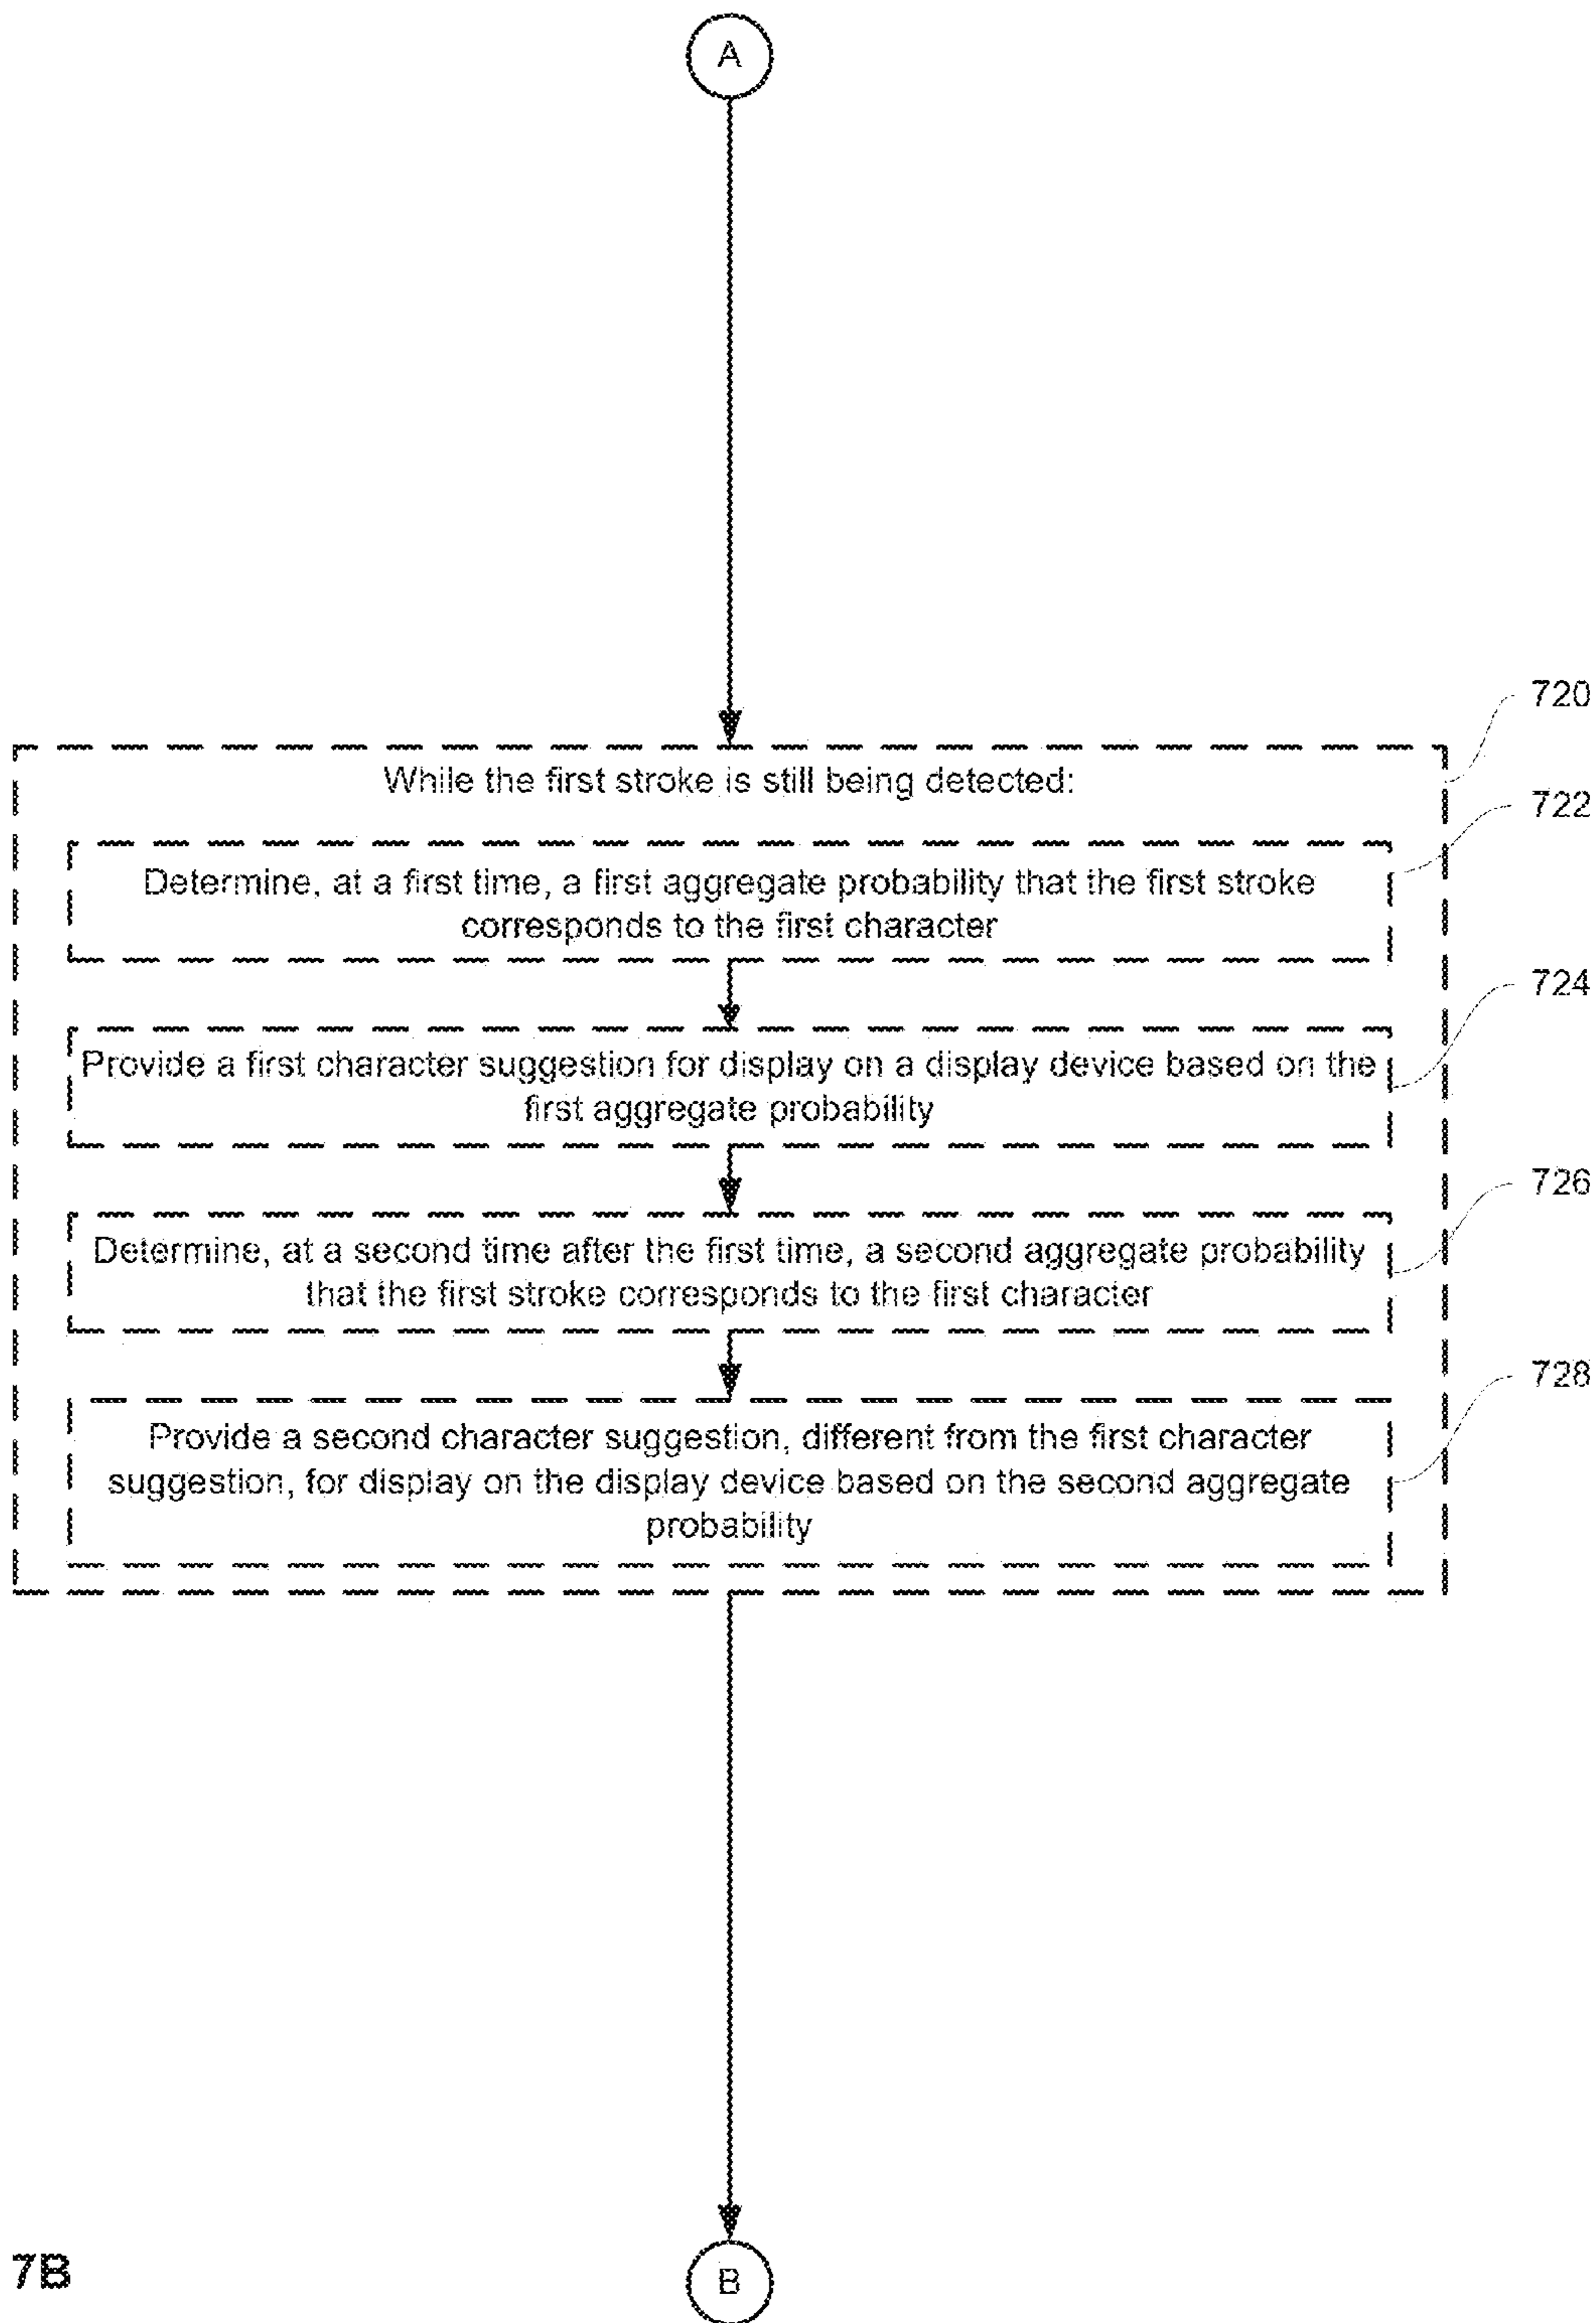 A
720
While the first stroke is still being detected:
722
Determine, at a first time, a first aggregate probability that the first stroke
corresponds to the first character
724
Provide a first character suggestion for display on a display device based on the
first aggregate probability
726
Determine, at a second time after the first time, a second aggregate probability
that the first stroke corresponds to the first character
728
Provide a second character suggestion, different from the first character
suggestion, for display on the display device based on the second aggregate
probability
7B
B